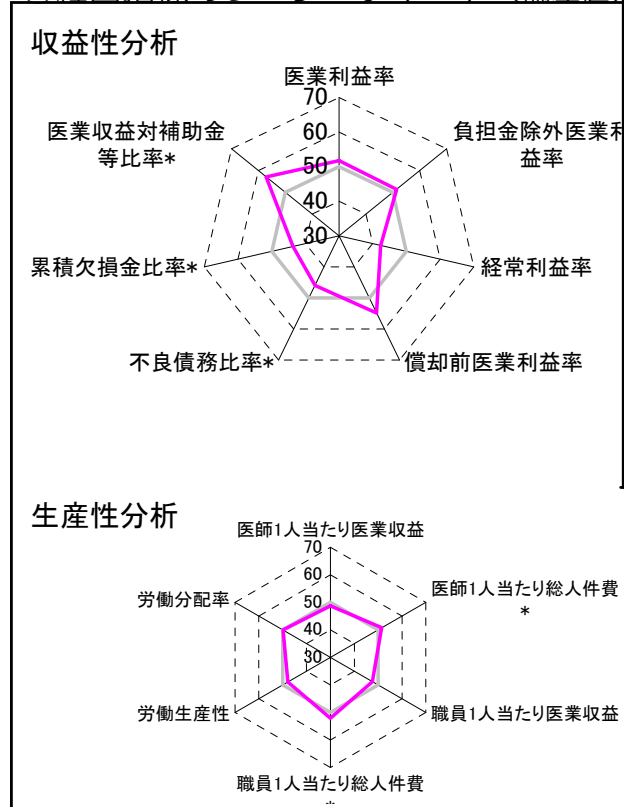 収益性分析
医業利益率
70
60
50
40
30
負担金除外医業利
益率
経常利益率
償却前医業利益率
不良債務比率*
累積欠損金比率*
医業収益対補助金
等比率*
生産性分析
医師1人当たり医業収益
70
60
50
40
30
医師1人当たり総人件費
*
職員1人当たり医業収益
職員1人当たり総人件費
*
労働生産性
労働分配率